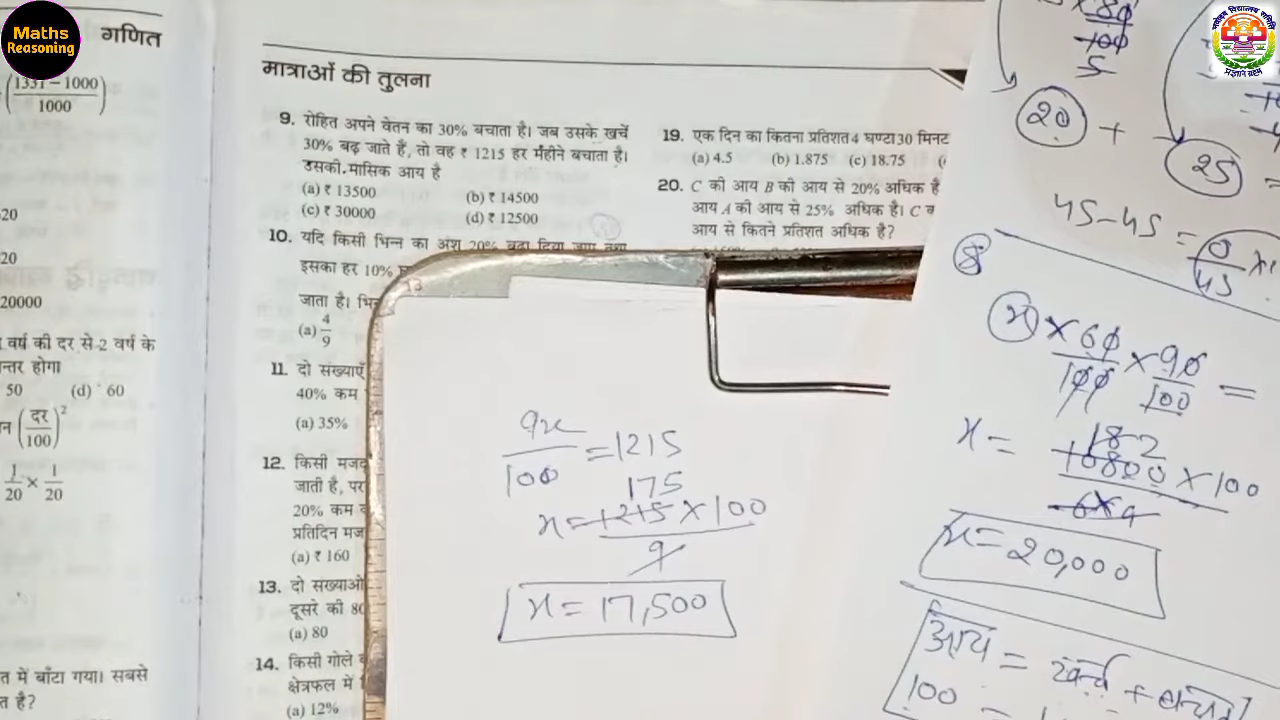 Maths
Reasoning
गणित
(1331 – 1000)
1000
20
20
20000
वर्ष की दर से 2 वर्ष के
न्तर होगा
50 (d) 60
न (दर/100)²
1/20 × 1/20
त में बाँटा गया। सबसे
त है?
मात्राओं की तुलना
9. रोहित अपने वेतन का 30% बचाता है। जब उसके खर्चे
30% बढ़ जाते हैं, तो वह ₹ 1215 हर महीने बचाता है।
उसकी मासिक आय है
(a) ₹ 13500 (b) ₹ 14500
(c) ₹ 30000 (d) ₹ 12500
10. यदि किसी भिन्न का अंश 20% बढ़ा दिया जाए तथा
इसका हर 10%
जाता है।
(a) 4/9
11. दो संख्याएँ
40% कम
(a) 35%
12. किसी मजद
जाती है, पर
20% कम
प्रतिदिन मज
(a) ₹ 160
13. दो संख्याओ
दूसरे की 80
(a) 80
14. किसी गोले
क्षेत्रफल में
(a) 12%
19. एक दिन का कितना प्रतिशत 4 घण्टा 30 मिनट
(a) 4.5 (b) 1.875 (c) 18.75 (
20. C की आय B की आय से 20% अधिक है
आय A की आय से 25% अधिक है। C व
आय से कितने प्रतिशत अधिक है?
9x/100 = 1215
175
x = 1215 × 100
9
x = 17,500
× 80
100
5
20 +
25 =
45 – 45 = 0/45 ×
8
x × 60/100 × 90/100 =
182
x = 10800 × 100
6 × 9
x = 20,000
आय = खर्च + बचत
100 =